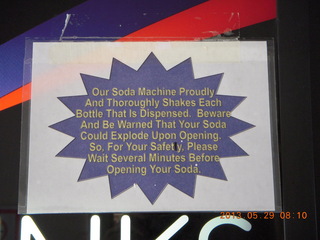 Our Soda Machine Proudly
And Thoroughly Shakes Each
Bottle That Is Dispensed. Beware
And Be Warned That Your Soda
Could Explode Upon Opening.
So, For Your Safety, Please
Wait Several Minutes Before
Opening Your Soda.
NKS
2013.05.29 08:10